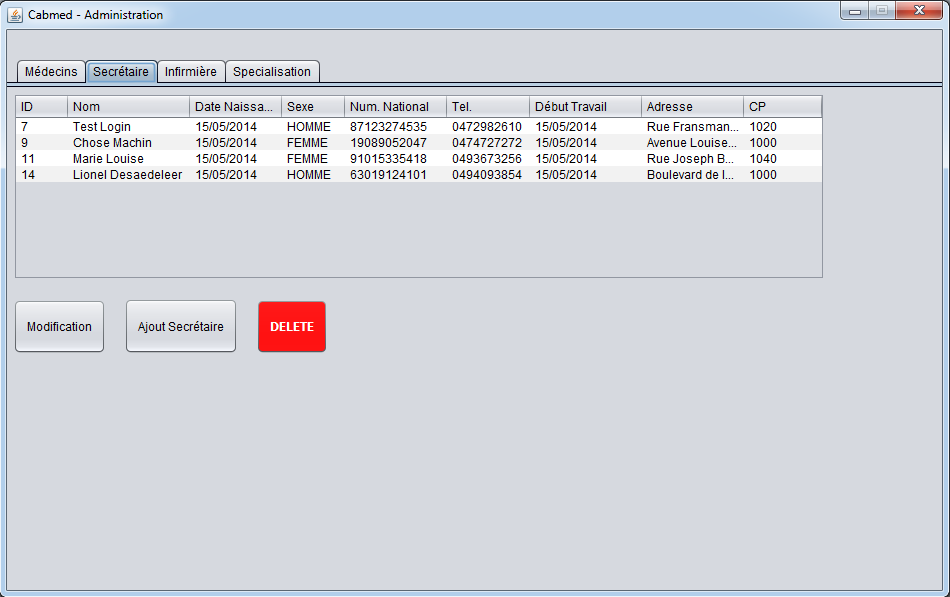 Cabmed - Administration
Médecins Secrétaire Infirmière Specialisation
ID Nom Date Naissa... Sexe Num. National Tel. Début Travail Adresse CP
7 Test Login 15/05/2014 HOMME 87123274535 0472982610 15/05/2014 Rue Fransman... 1020
9 Chose Machin 15/05/2014 FEMME 19089052047 0474727272 15/05/2014 Avenue Louise... 1000
11 Marie Louise 15/05/2014 FEMME 91015335418 0493673256 15/05/2014 Rue Joseph B... 1040
14 Lionel Desaedeleer 15/05/2014 HOMME 63019124101 0494093854 15/05/2014 Boulevard de l... 1000
Modification Ajout Secrétaire DELETE